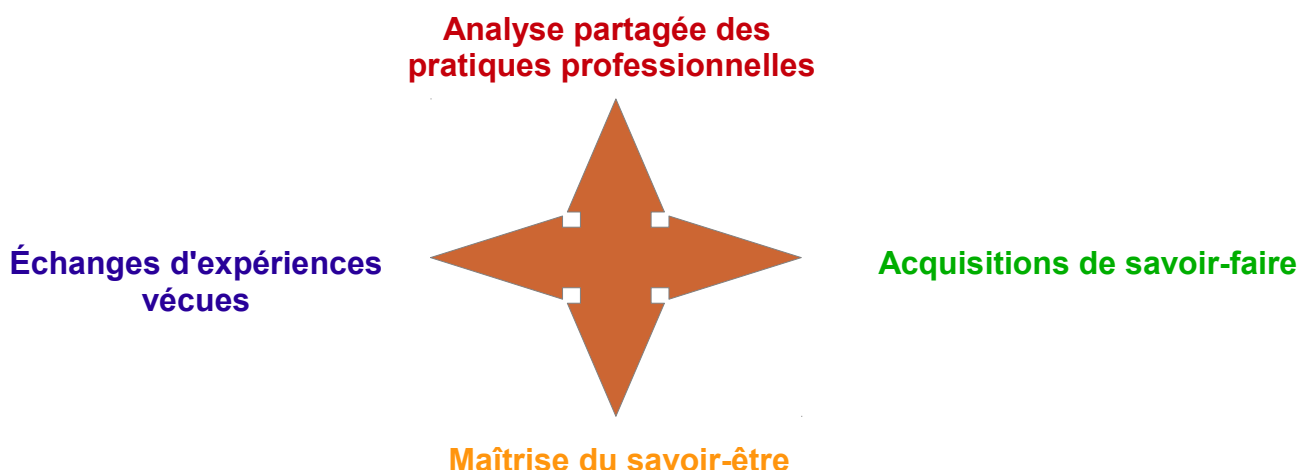 Analyse partagée des
pratiques professionnelles
Échanges d'expériences
vécues
Acquisitions de savoir-faire
Maîtrise du savoir-être